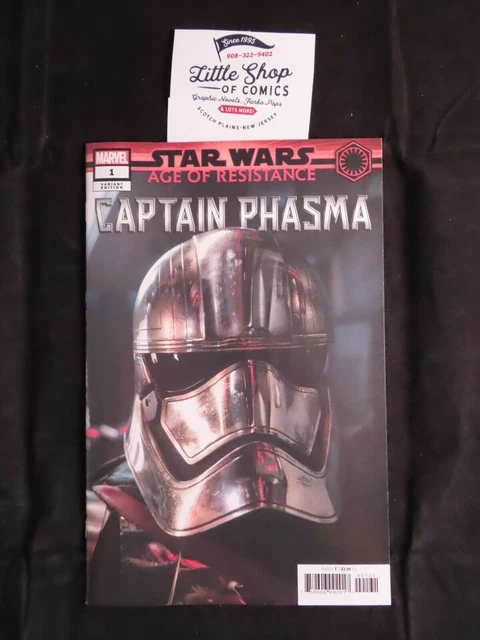 Since 1995
908-322-9402
Little Shop
OF COMICS
Graphic Novels, Funko Pops
& LOTS MORE!
SCOTCH PLAINS • NEW JERSEY
MARVEL
1
VARIANT
EDITION
STAR WARS
AGE OF RESISTANCE
CAPTAIN PHASMA